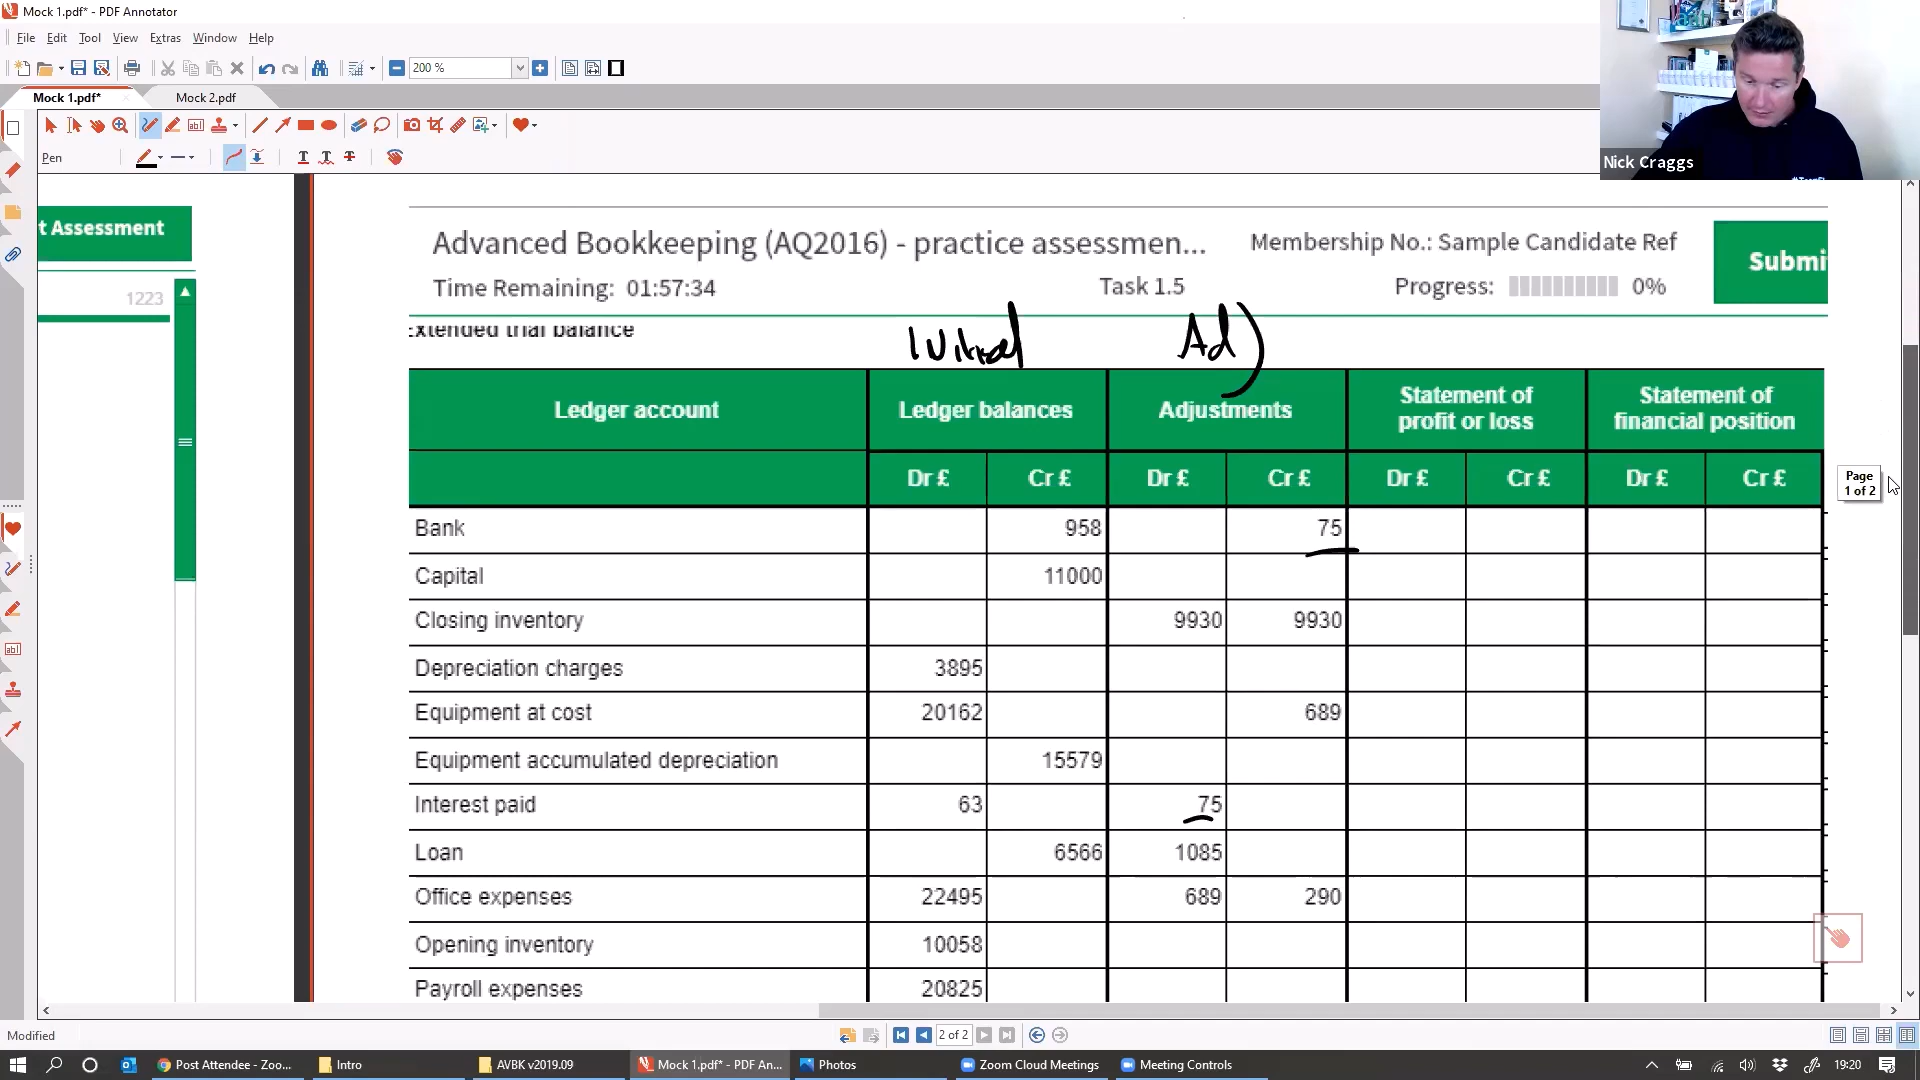 Mock 1.pdf* - PDF Annotator
File Edit Tool View Extras Window Help
200 %
Mock 1.pdf* Mock 2.pdf
Pen
Nick Craggs
t Assessment
1223
Advanced Bookkeeping (AQ2016) - practice assessmen... Membership No.: Sample Candidate Ref
Submi
Time Remaining: 01:57:34 Task 1.5 Progress: 0%
Extended trial balance
Initial Adj
Ledger account Ledger balances Adjustments Statement of profit or loss Statement of financial position
Dr £ Cr £ Dr £ Cr £ Dr £ Cr £ Dr £ Cr £
Page
1 of 2
Bank 958 75
Capital 11000
Closing inventory 9930 9930
Depreciation charges 3895
Equipment at cost 20162 689
Equipment accumulated depreciation 15579
Interest paid 63 75
Loan 6566 1085
Office expenses 22495 689 290
Opening inventory 10058
Payroll expenses 20825
Modified
2 of 2
Post Attendee - Zoo... Intro AVBK v2019.09 Mock 1.pdf* - PDF An... Photos Zoom Cloud Meetings Meeting Controls 19:20